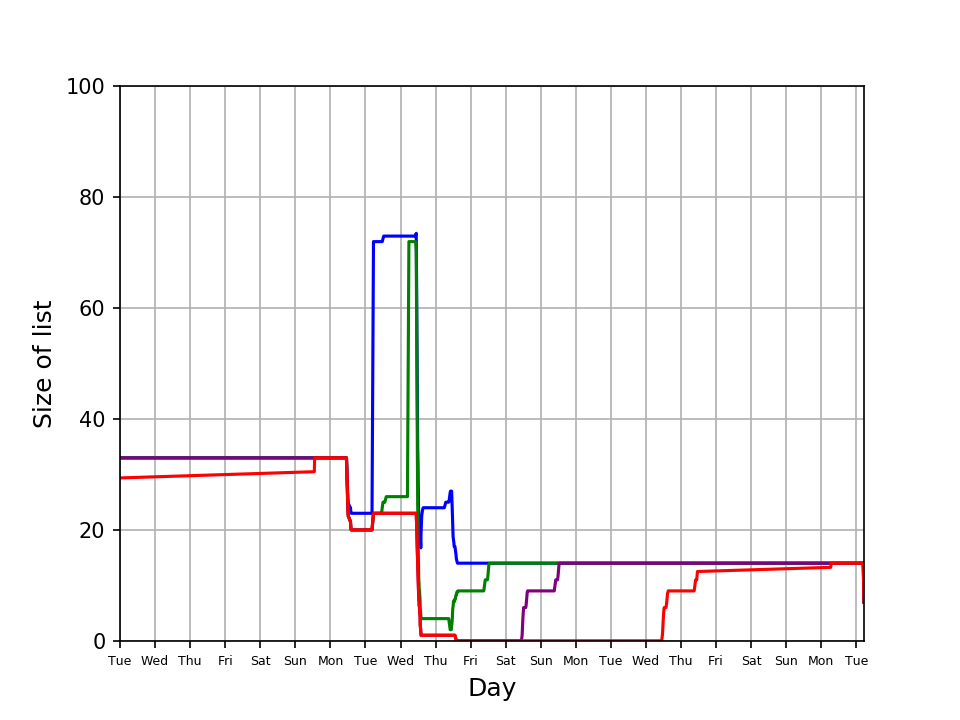 100
80
60
40
20
0
Size of list
Tue Wed Thu Fri Sat Sun Mon Tue Wed Thu Fri Sat Sun Mon Tue Wed Thu Fri Sat Sun Mon Tue
Day